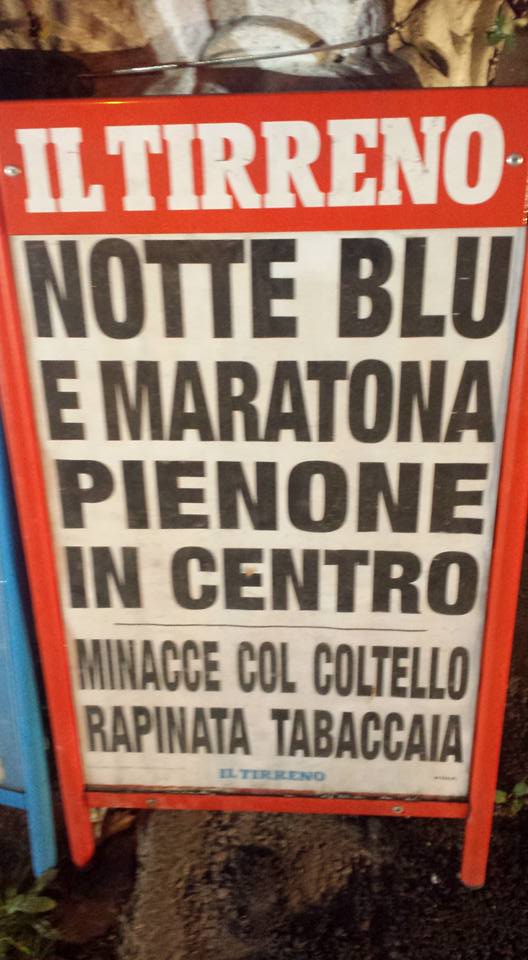 IL TIRRENO
NOTTE BLU
E MARATONA
PIENONE
IN CENTRO
MINACCE COL COLTELLO
RAPINATA TABACCAIA
IL TIRRENO